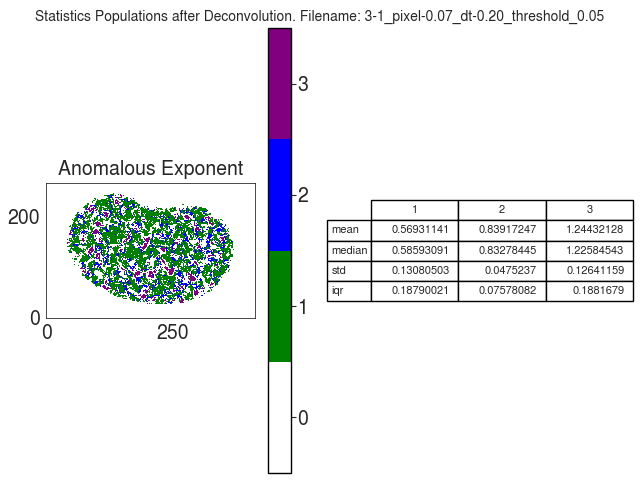 Statistics Populations after Deconvolution. Filename: 3-1_pixel-0.07_dt-0.20_threshold_0.05
Anomalous Exponent
200
0
0 250
3
2
1
0
1 2 3
mean 0.56931141 0.83917247 1.24432128
median 0.58593091 0.83278445 1.22584543
std 0.13080503 0.0475237 0.12641159
iqr 0.18790021 0.07578082 0.1881679